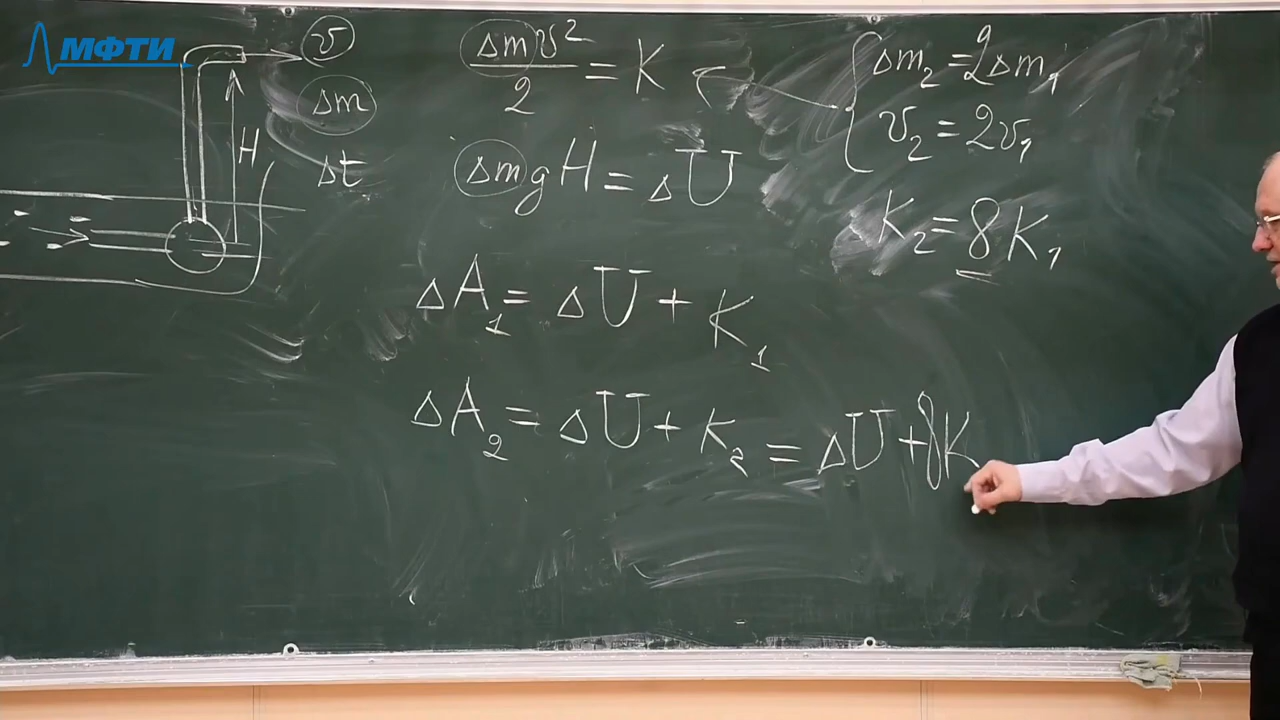 МФТИ
v
Δm
H
Δt
Δmv²/2 = K
ΔmgH = ΔU
ΔA₁ = ΔU + K₁
ΔA₂ = ΔU + K₂ = ΔU + 8K
Δm₂ = 2Δm₁
v₂ = 2v₁
K₂ = 8K₁